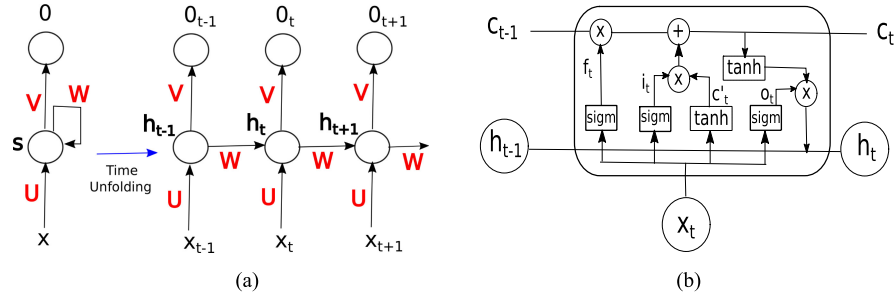 0 0t-1 0t 0t+1
V W V V V
s ht-1 ht ht+1
W W W
Time
Unfolding
U U U U
x xt-1 xt xt+1
(a)
ct-1 x + ct
ft it x c't tanh ot x
sigm sigm tanh sigm
ht-1 ht
xt
(b)